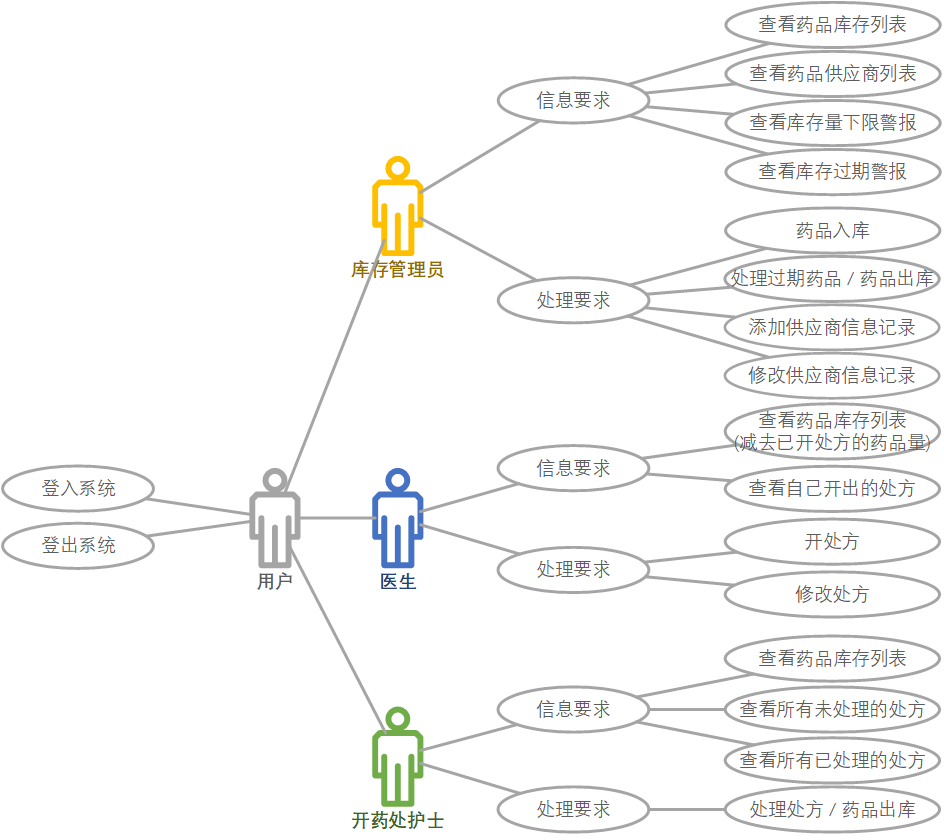 查看药品库存列表
查看药品供应商列表
信息要求
查看库存量下限警报
查看库存过期警报
药品入库
库存管理员
处理过期药品 / 药品出库
处理要求
添加供应商信息记录
修改供应商信息记录
查看药品库存列表
(减去已开处方的药品量)
信息要求
登入系统
查看自己开出的处方
登出系统
开处方
处理要求
用户
医生
修改处方
查看药品库存列表
信息要求
查看所有未处理的处方
查看所有已处理的处方
处理要求
处理处方 / 药品出库
开药处护士